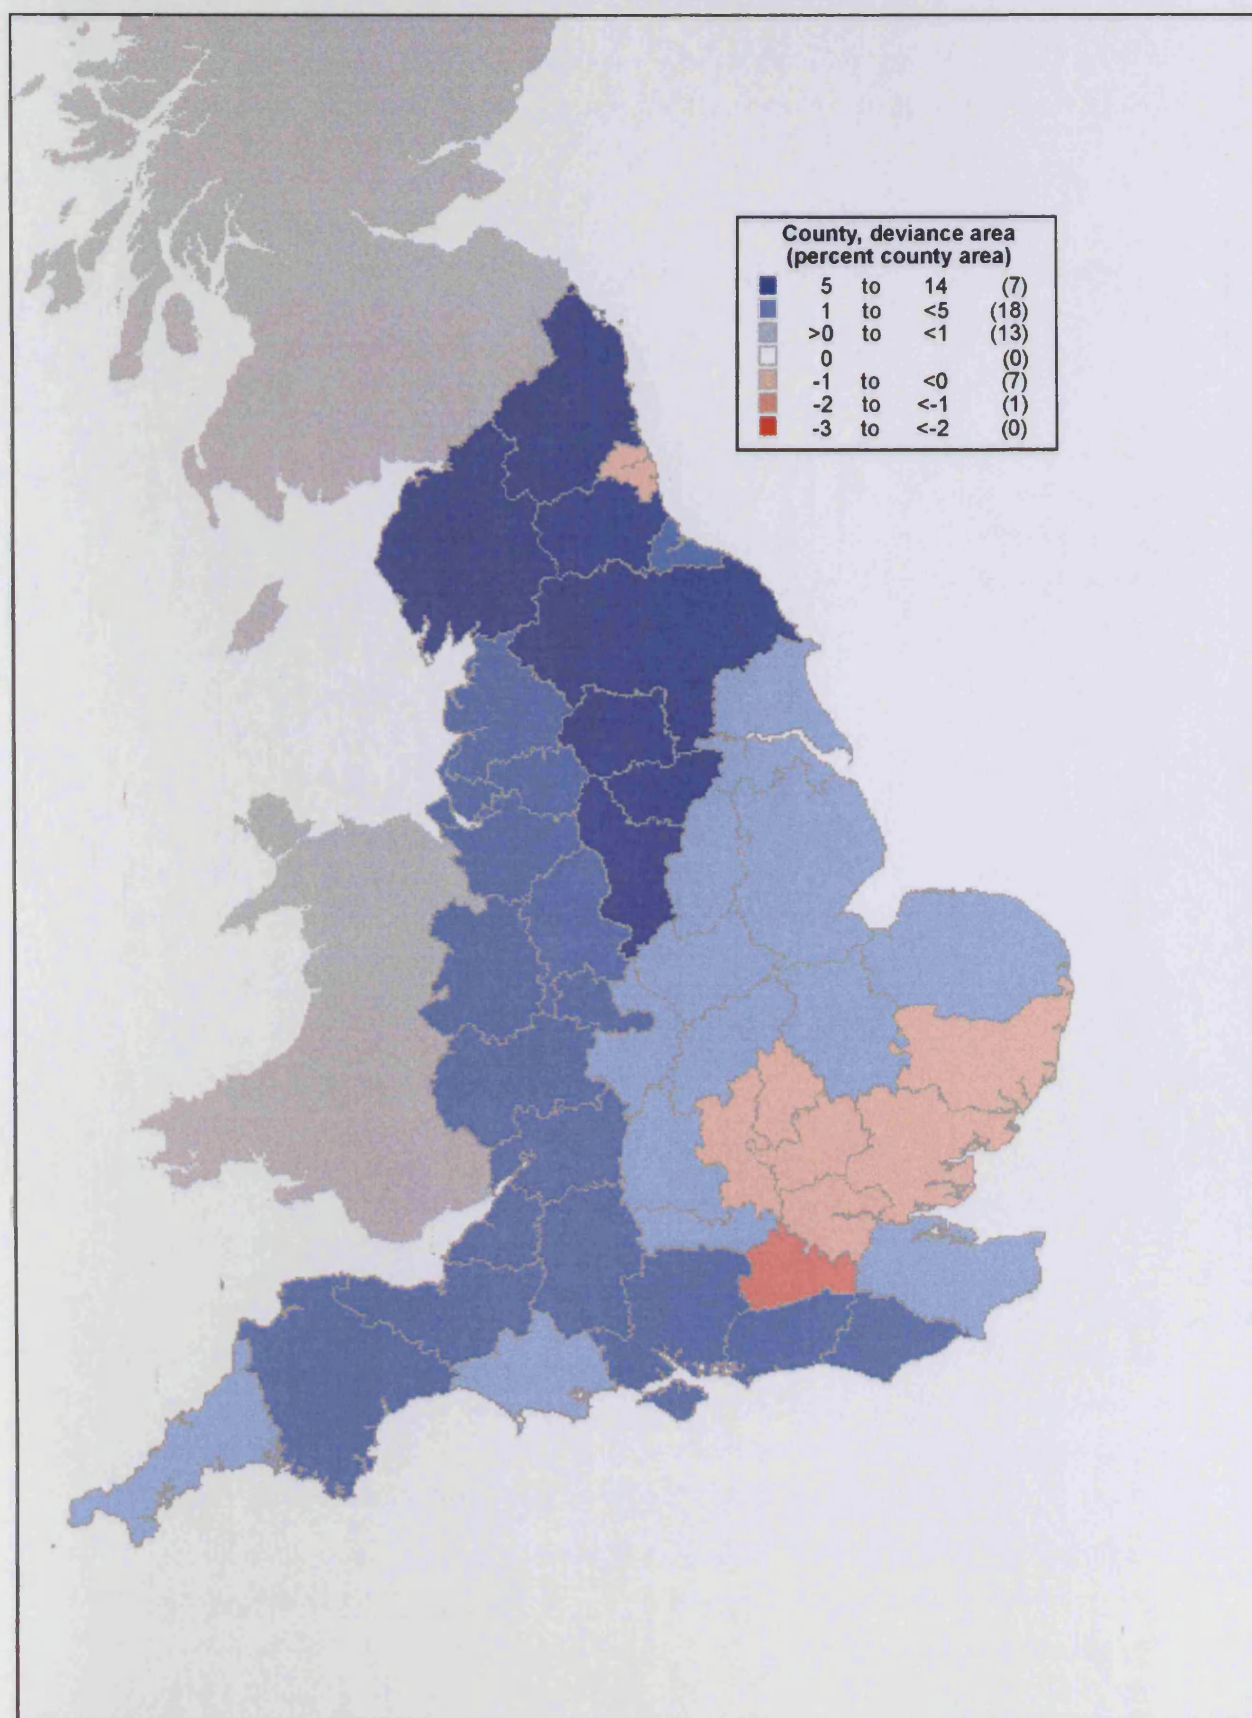 County, deviance area
(percent county area)
5 to 14 (7)
1 to <5 (18)
>0 to <1 (13)
0 (0)
-1 to <0 (7)
-2 to <-1 (1)
-3 to <-2 (0)